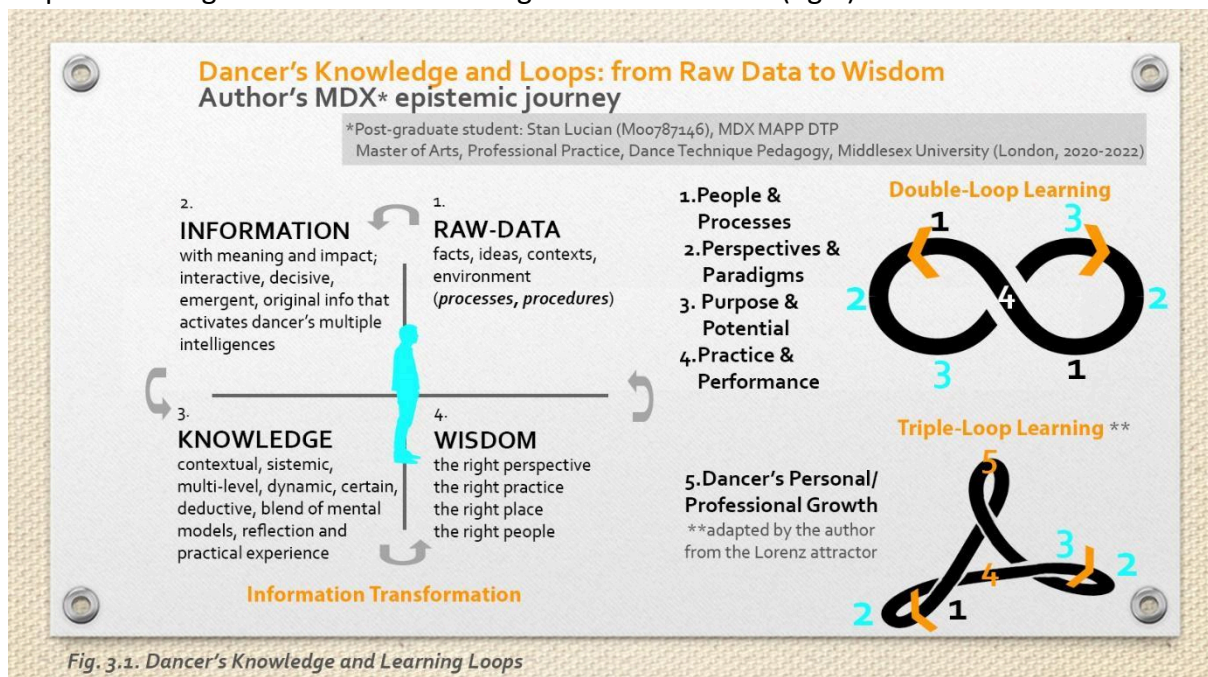 Dancer's Knowledge and Loops: from Raw Data to Wisdom
Author's MDX* epistemic journey
*Post-graduate student: Stan Lucian (M00787146), MDX MAPP DTP
Master of Arts, Professional Practice, Dance Technique Pedagogy, Middlesex University (London, 2020-2022)
2.
INFORMATION
with meaning and impact;
interactive, decisive,
emergent, original info that
activates dancer's multiple
intelligences
1.
RAW-DATA
facts, ideas, contexts,
environment
(processes, procedures)
3.
KNOWLEDGE
contextual, sistemic,
multi-level, dynamic, certain,
deductive, blend of mental
models, reflection and
practical experience
4.
WISDOM
the right perspective
the right practice
the right place
the right people
Information Transformation
1.People &
Processes
2.Perspectives &
Paradigms
3. Purpose &
Potential
4.Practice &
Performance
5.Dancer's Personal/
Professional Growth
**adapted by the author
from the Lorenz attractor
Double-Loop Learning
1 3
2 4 2
3 1
Triple-Loop Learning **
5
3
4 2
2 1
Fig. 3.1. Dancer's Knowledge and Learning Loops